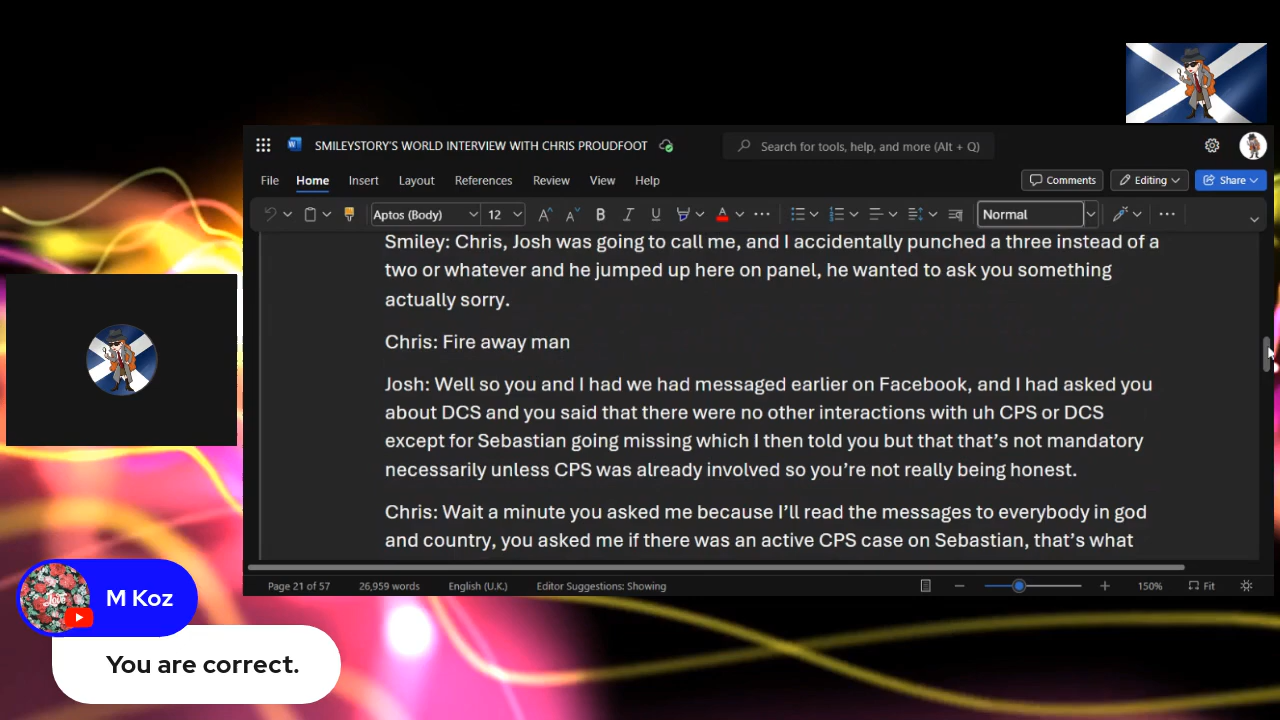 SMILEYSTORY'S WORLD INTERVIEW WITH CHRIS PROUDFOOT
Search for tools, help, and more (Alt + Q)
File Home Insert Layout References Review View Help
Comments Editing Share
Aptos (Body) 12 B I U A Normal
Smiley: Chris, Josh was going to call me, and I accidentally punched a three instead of a
two or whatever and he jumped up here on panel, he wanted to ask you something
actually sorry.
Chris: Fire away man
Josh: Well so you and I had we had messaged earlier on Facebook, and I had asked you
about DCS and you said that there were no other interactions with uh CPS or DCS
except for Sebastian going missing which I then told you but that that's not mandatory
necessarily unless CPS was already involved so you're not really being honest.
Chris: Wait a minute you asked me because I'll read the messages to everybody in god
and country, you asked me if there was an active CPS case on Sebastian, that's what
Page 21 of 57 26,959 words English (U.K.) Editor Suggestions: Showing 150% Fit
Love
M Koz
You are correct.